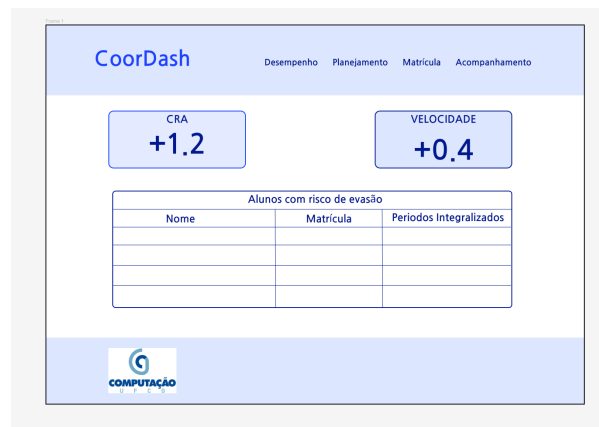 Frame 1
CoorDash
Desempenho Planejamento Matrícula Acompanhamento
CRA
+1.2
VELOCIDADE
+0.4
Alunos com risco de evasão
Nome Matrícula Periodos Integralizados
COMPUTAÇÃO
UFCG